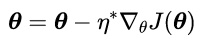 θ = θ − η*∇θJ(θ)